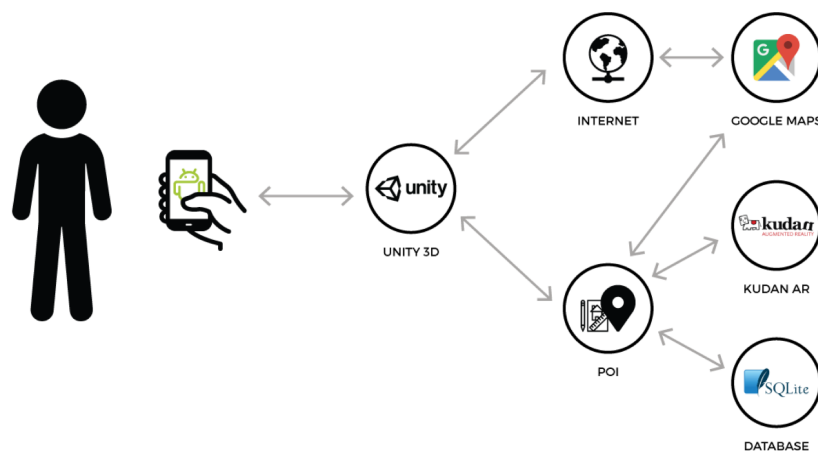 INTERNET
GOOGLE MAPS
G
unity
UNITY 3D
kudan
AUGMENTED REALITY
KUDAN AR
POI
SQLite
DATABASE